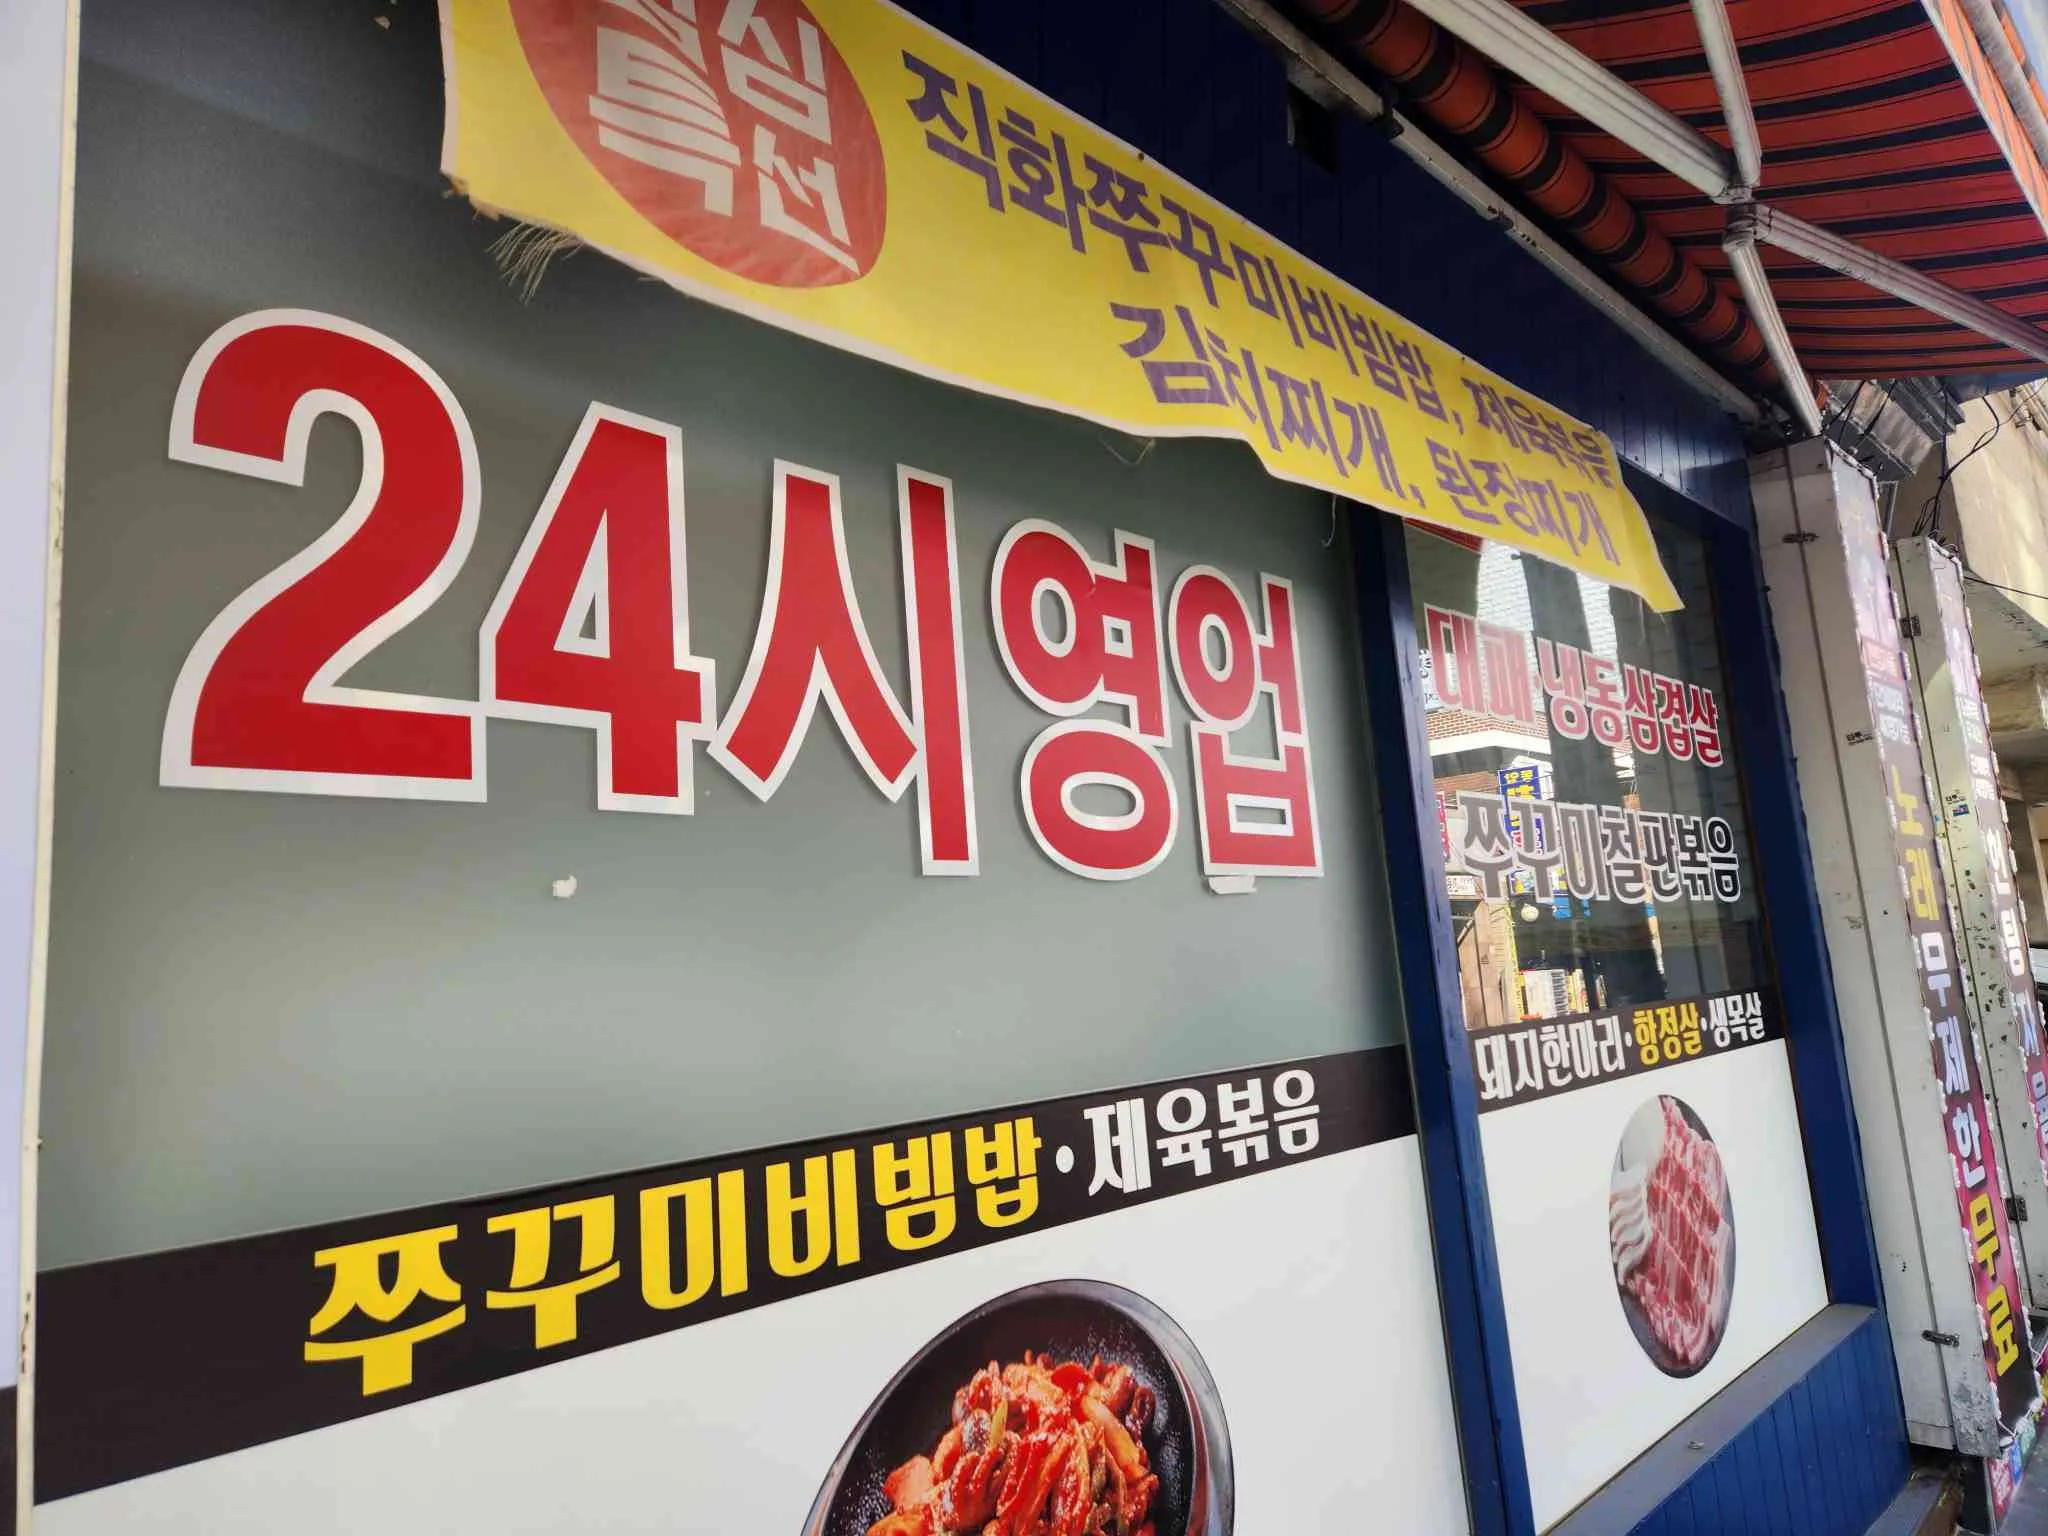 심
특선
직화쭈꾸미비빔밥, 제육볶음
김치찌개, 된장찌개
24시영업
대패·냉동삼겹살
쭈꾸미철판볶음
쭈꾸미비빔밥·제육볶음
돼지한마리·항정살·생목살
노래무제한무료